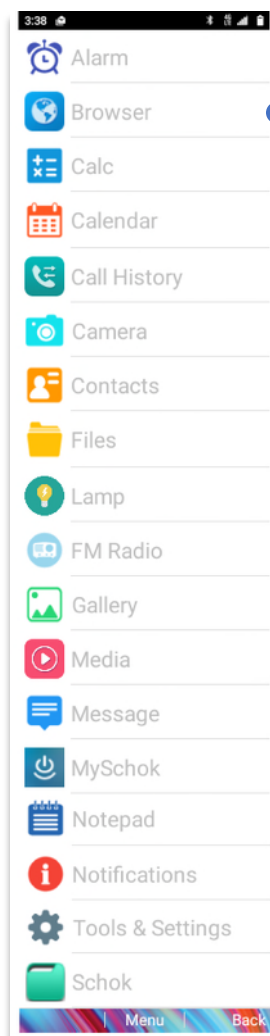 3:38
Alarm
Browser
Calc
Calendar
Call History
Camera
Contacts
Files
Lamp
FM Radio
Gallery
Media
Message
MySchok
Notepad
Notifications
Tools & Settings
Schok
Menu Back